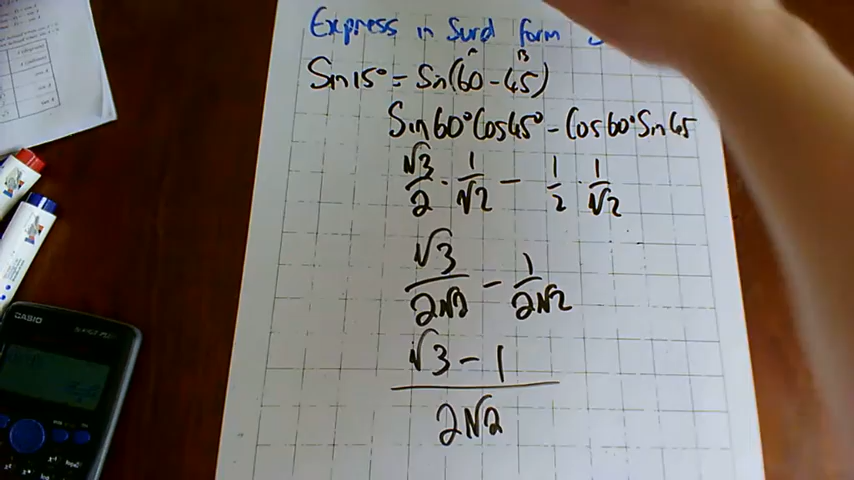 Express in Surd form
A B
Sin15° = Sin(60 - 45)
Sin60°Cos45° - Cos60°Sin45
√3/2 · 1/√2 - 1/2 · 1/√2
√3/2√2 - 1/2√2
√3 - 1
2√2
CASIO